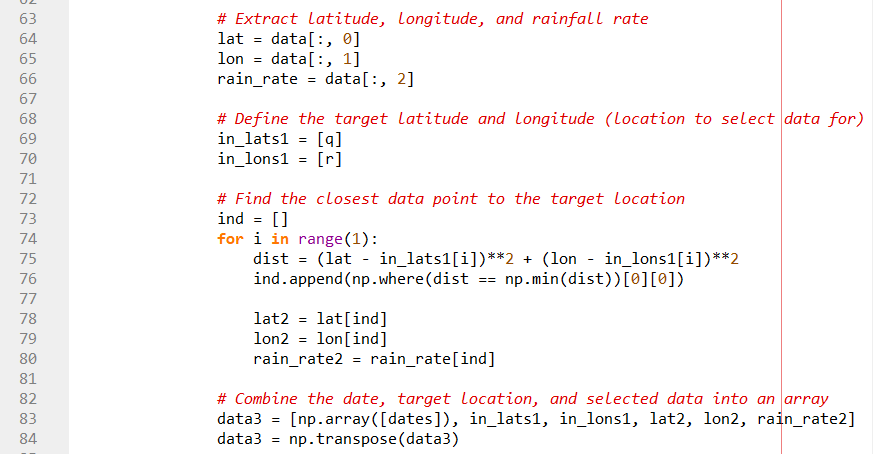 63 # Extract latitude, longitude, and rainfall rate
64 lat = data[:, 0]
65 lon = data[:, 1]
66 rain_rate = data[:, 2]
67
68 # Define the target latitude and longitude (location to select data for)
69 in_lats1 = [q]
70 in_lons1 = [r]
71
72 # Find the closest data point to the target location
73 ind = []
74 for i in range(1):
75     dist = (lat - in_lats1[i])**2 + (lon - in_lons1[i])**2
76     ind.append(np.where(dist == np.min(dist))[0][0])
77
78     lat2 = lat[ind]
79     lon2 = lon[ind]
80     rain_rate2 = rain_rate[ind]
81
82 # Combine the date, target location, and selected data into an array
83 data3 = [np.array([dates]), in_lats1, in_lons1, lat2, lon2, rain_rate2]
84 data3 = np.transpose(data3)